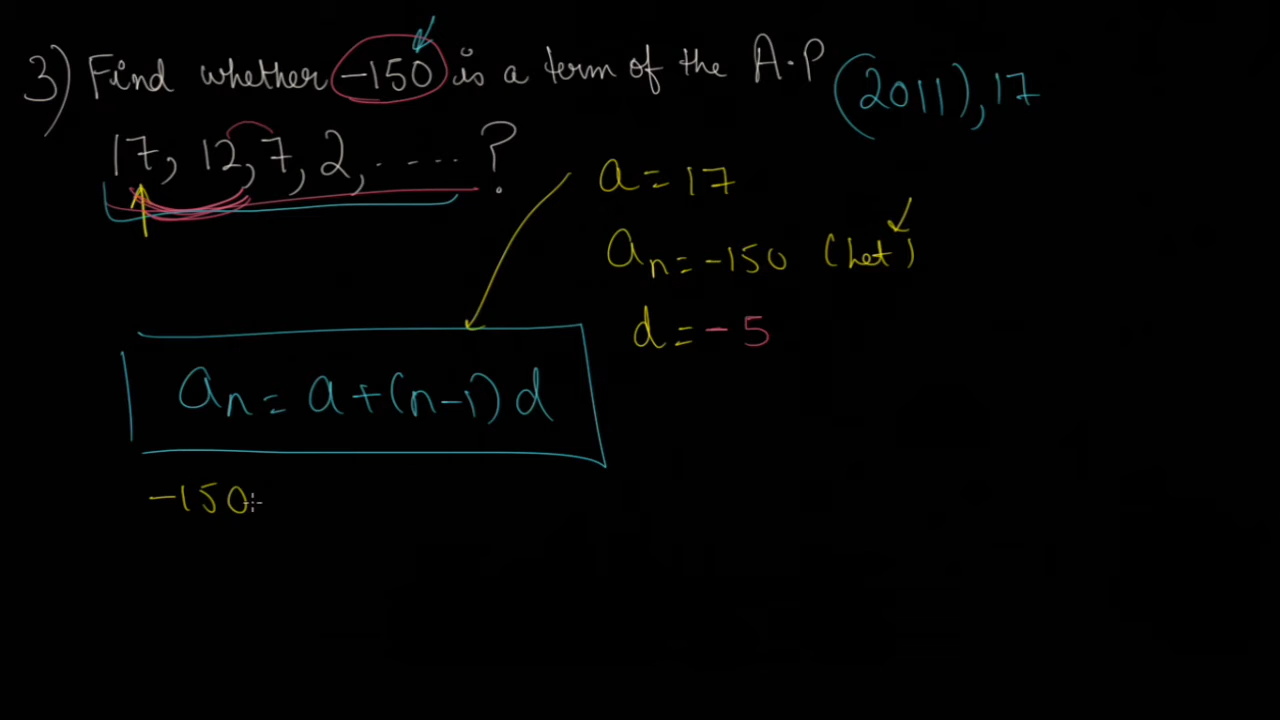 3) Find whether -150 is a term of the A.P (2011), 17
17, 12, 7, 2, ..... ?
a = 17
an = -150 (Let)
d = -5
an = a+(n-1)d
-150